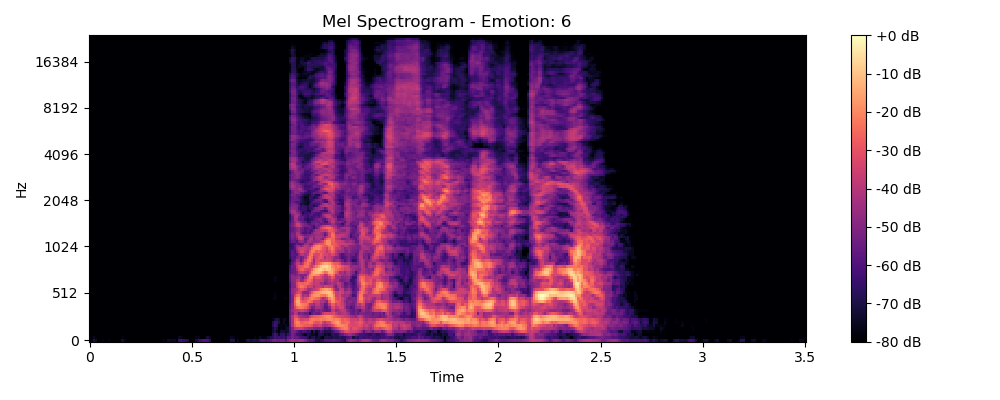 Mel Spectrogram - Emotion: 6
Hz
16384
8192
4096
2048
1024
512
0
0 0.5 1 1.5 2 2.5 3 3.5
Time
+0 dB
-10 dB
-20 dB
-30 dB
-40 dB
-50 dB
-60 dB
-70 dB
-80 dB